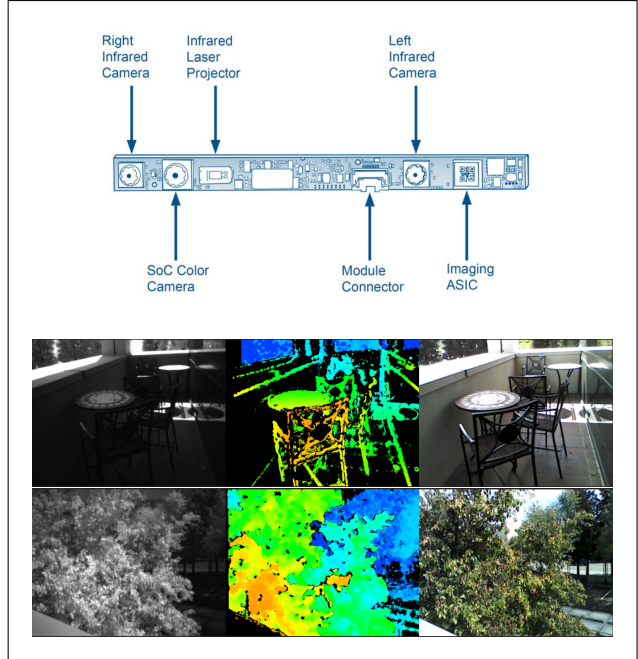 Right
Infrared
Camera
Infrared
Laser
Projector
Left
Infrared
Camera
SoC Color
Camera
Module
Connector
Imaging
ASIC